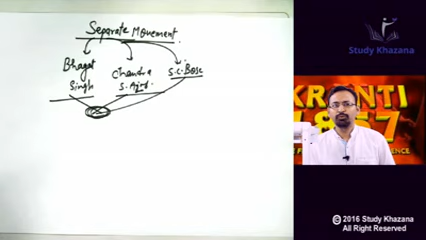 Separate Movement
Bhagat
Singh
Chandra
S. Azad.
S.C. Bose
Study Khazana
KRANTI
1857
© 2016 Study Khazana
All Right Reserved.